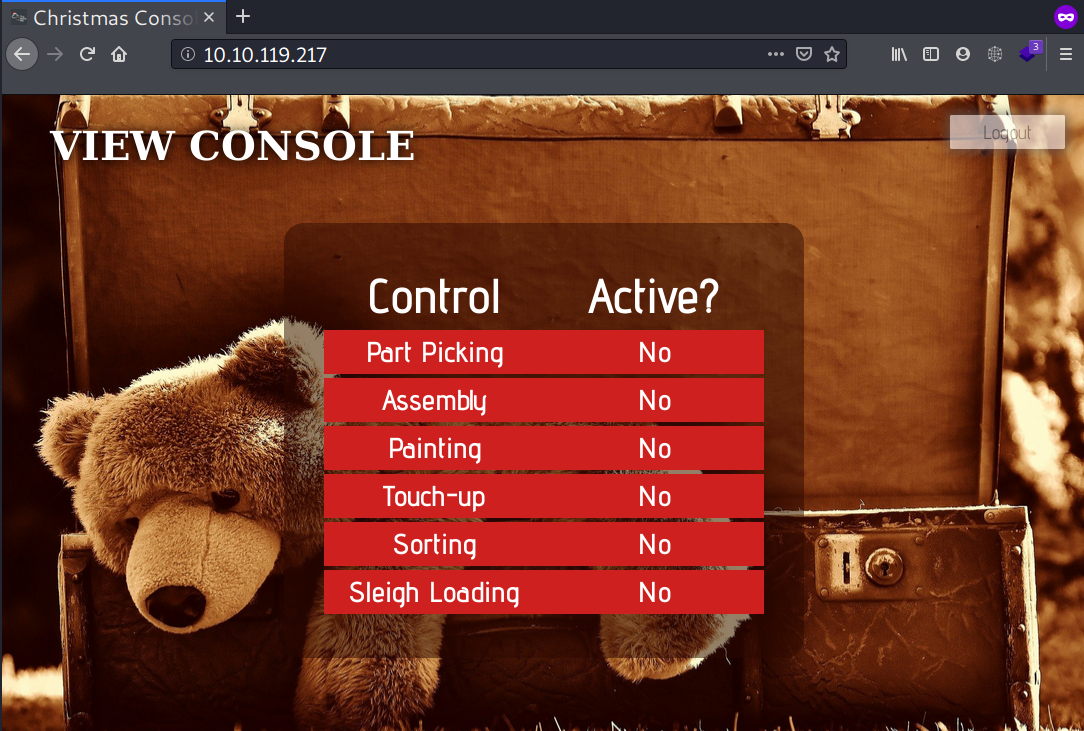 Christmas Conso
10.10.119.217
3
VIEW CONSOLE
Logout
Control Active?
Part Picking No
Assembly No
Painting No
Touch-up No
Sorting No
Sleigh Loading No